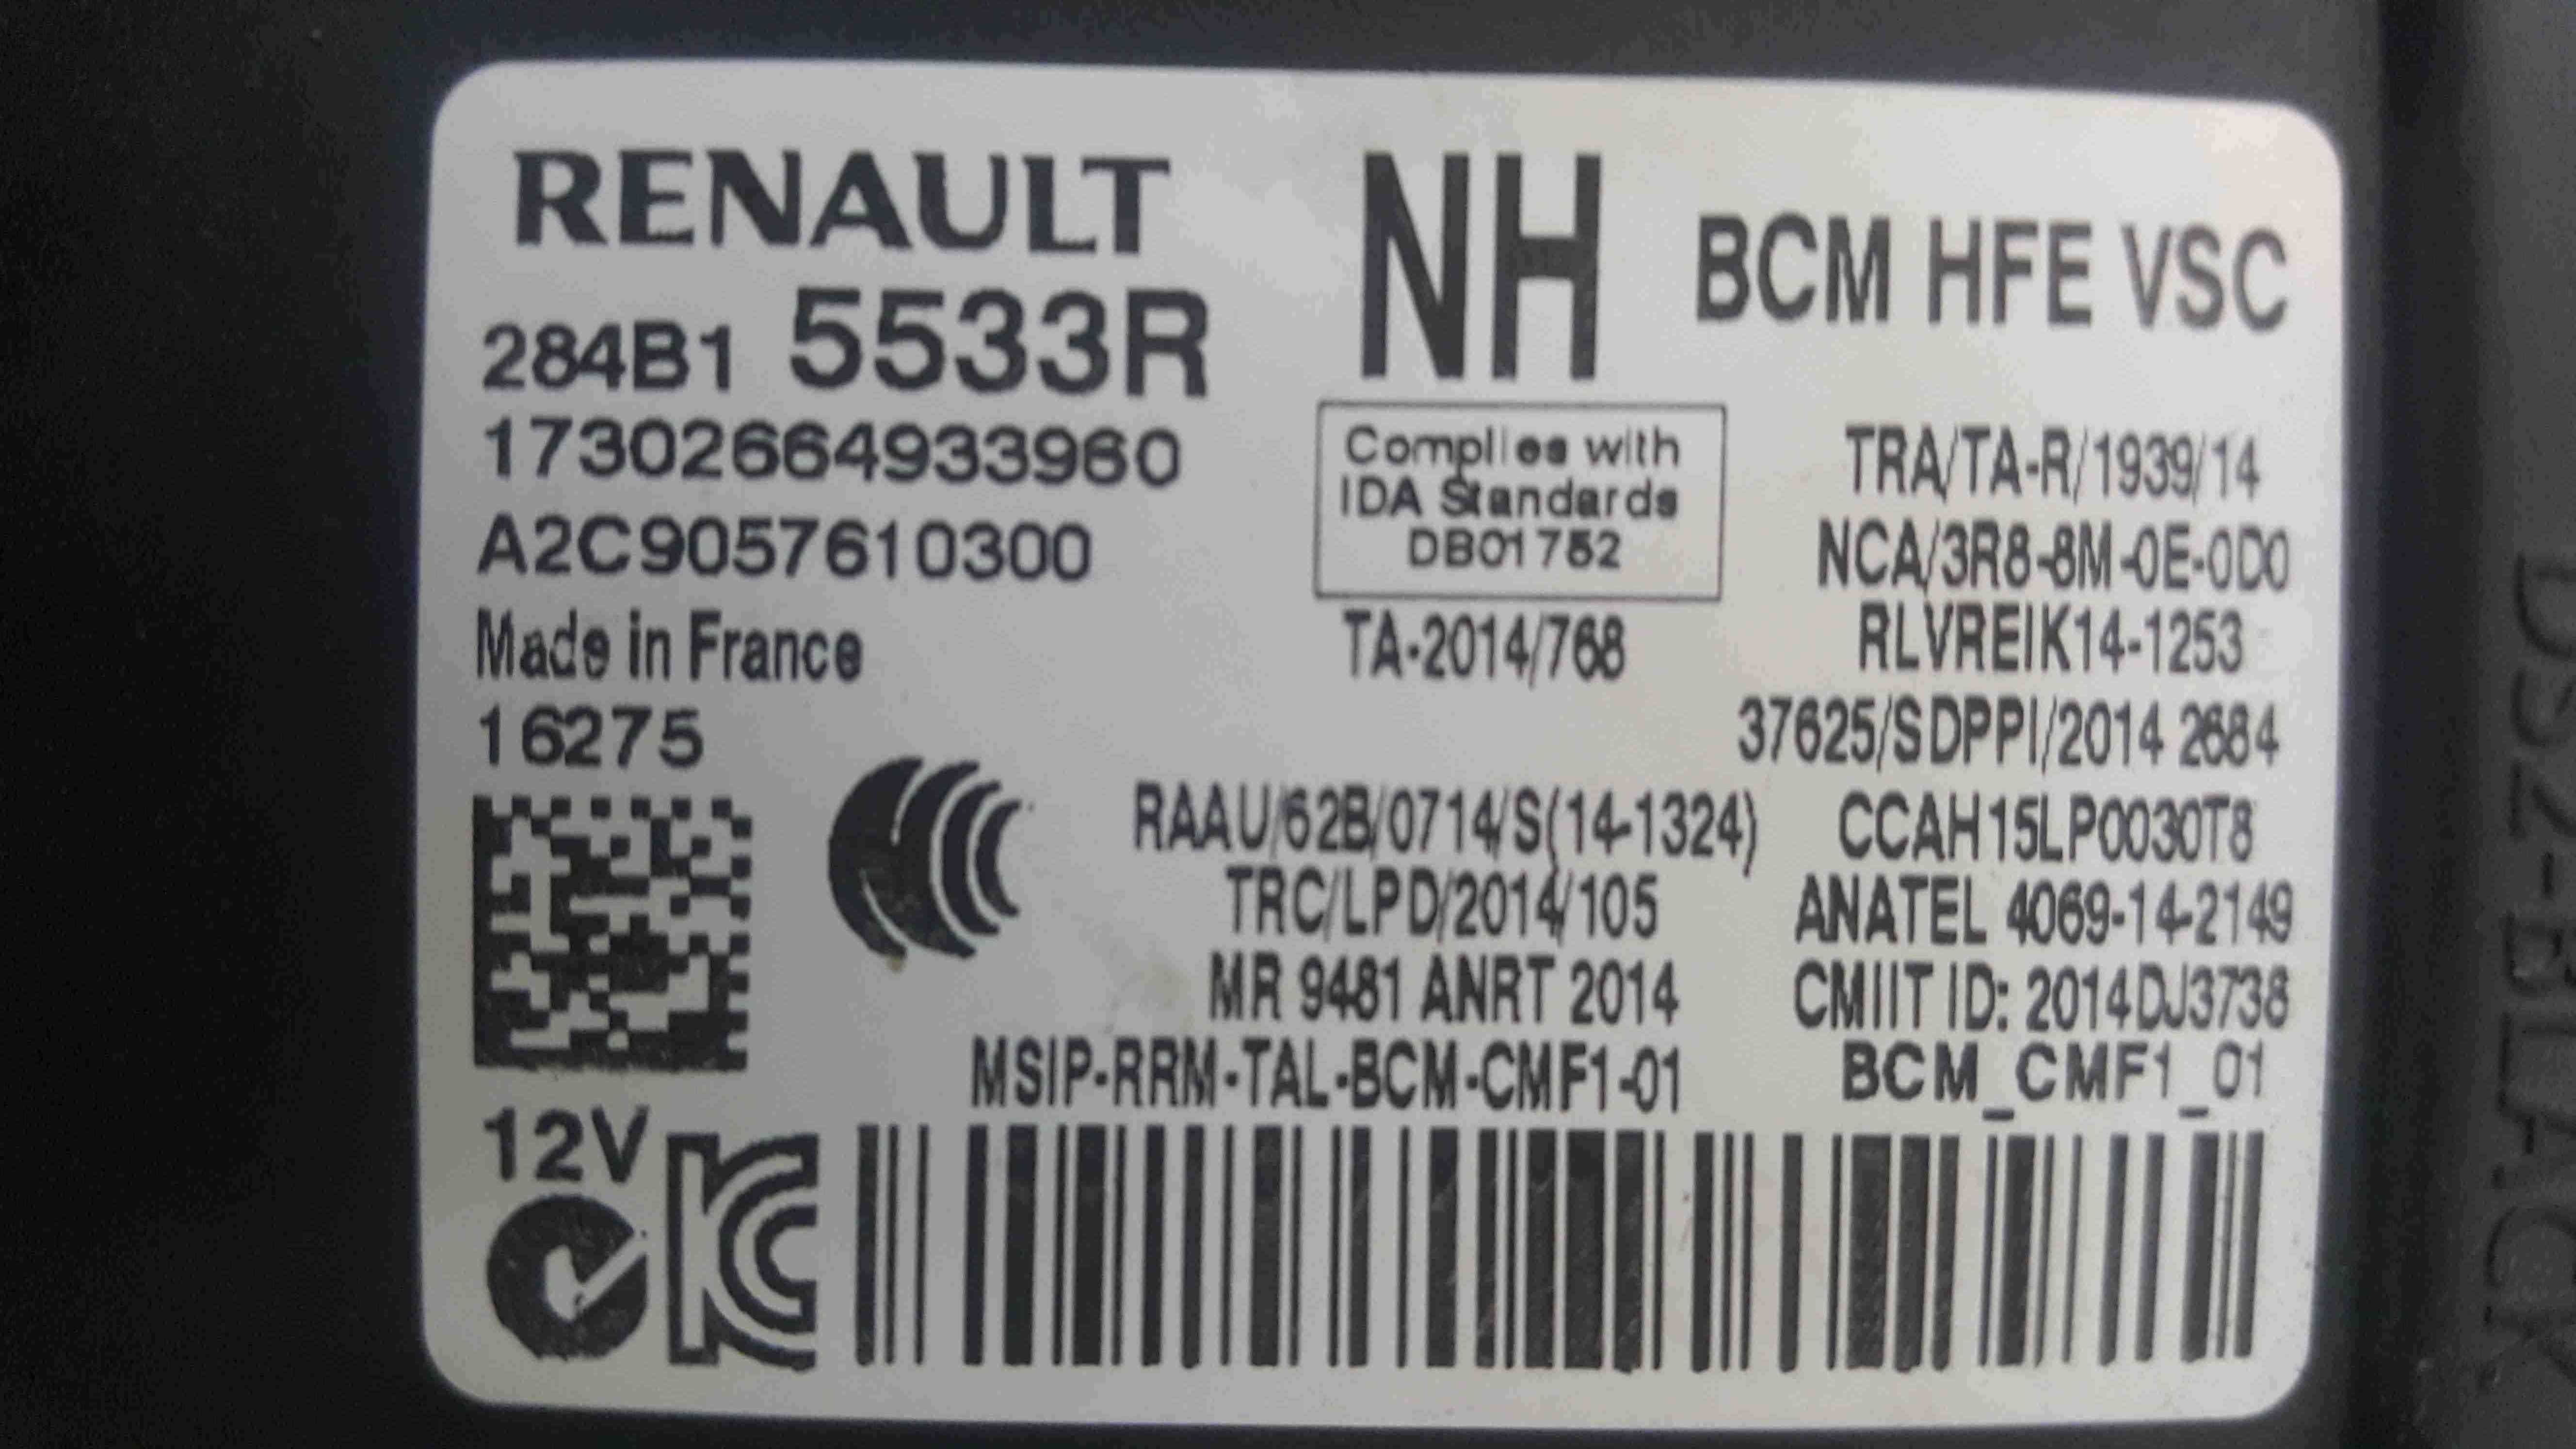 RENAULT
284B1 5533R
17302664933960
A2C9057610300
Made in France
16275
12V
NH
BCM HFE VSC
Complies with
IDA Standards
DB01752
TA-2014/768
TRA/TA-R/1939/14
NCA/3R8-8M-0E-0D0
RLVREIK14-1253
37625/SDPPI/2014 2684
RAAU/62B/0714/S(14-1324)
CCAH15LP0030T8
TRC/LPD/2014/105
ANATEL 4069-14-2149
MR 9481 ANRT 2014
CMIIT ID: 2014DJ3738
MSIP-RRM-TAL-BCM-CMF1-01
BCM_CMF1_01
DS2-BLACK